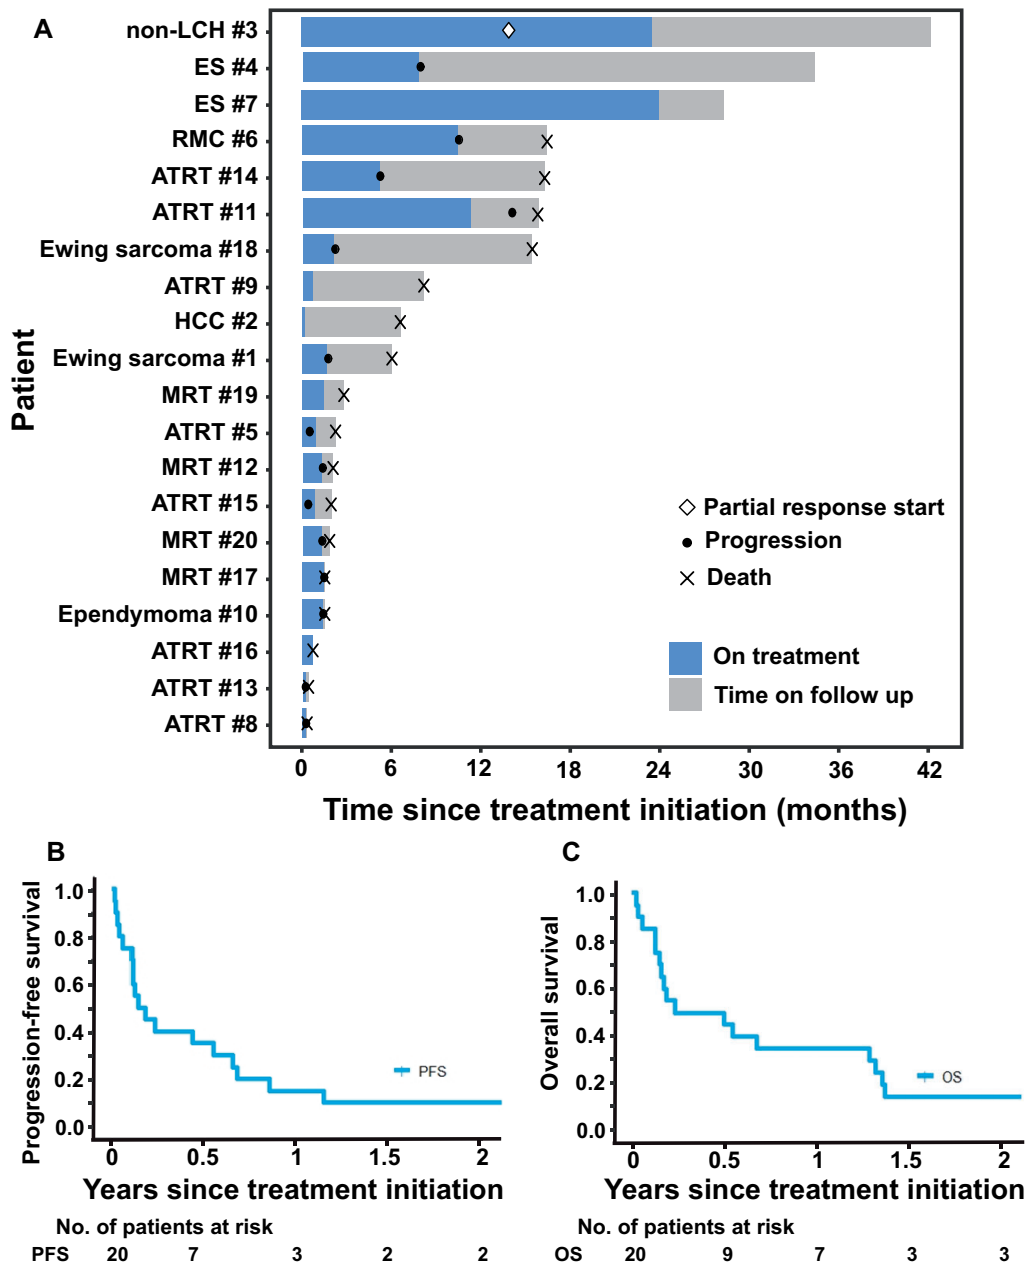 A
non-LCH #3
ES #4
ES #7
RMC #6
ATRT #14
ATRT #11
Ewing sarcoma #18
ATRT #9
HCC #2
Ewing sarcoma #1
MRT #19
ATRT #5
MRT #12
ATRT #15
MRT #20
MRT #17
Ependymoma #10
ATRT #16
ATRT #13
ATRT #8
Patient
Partial response start
Progression
Death
On treatment
Time on follow up
0 6 12 18 24 30 36 42
Time since treatment initiation (months)
B
Progression-free survival
1.0
0.8
0.6
0.4
0.2
0.0
PFS
0 0.5 1 1.5 2
Years since treatment initiation
No. of patients at risk
PFS 20 7 3 2 2
C
Overall survival
1.0
0.8
0.6
0.4
0.2
0.0
OS
0 0.5 1 1.5 2
Years since treatment initiation
No. of patients at risk
OS 20 9 7 3 3